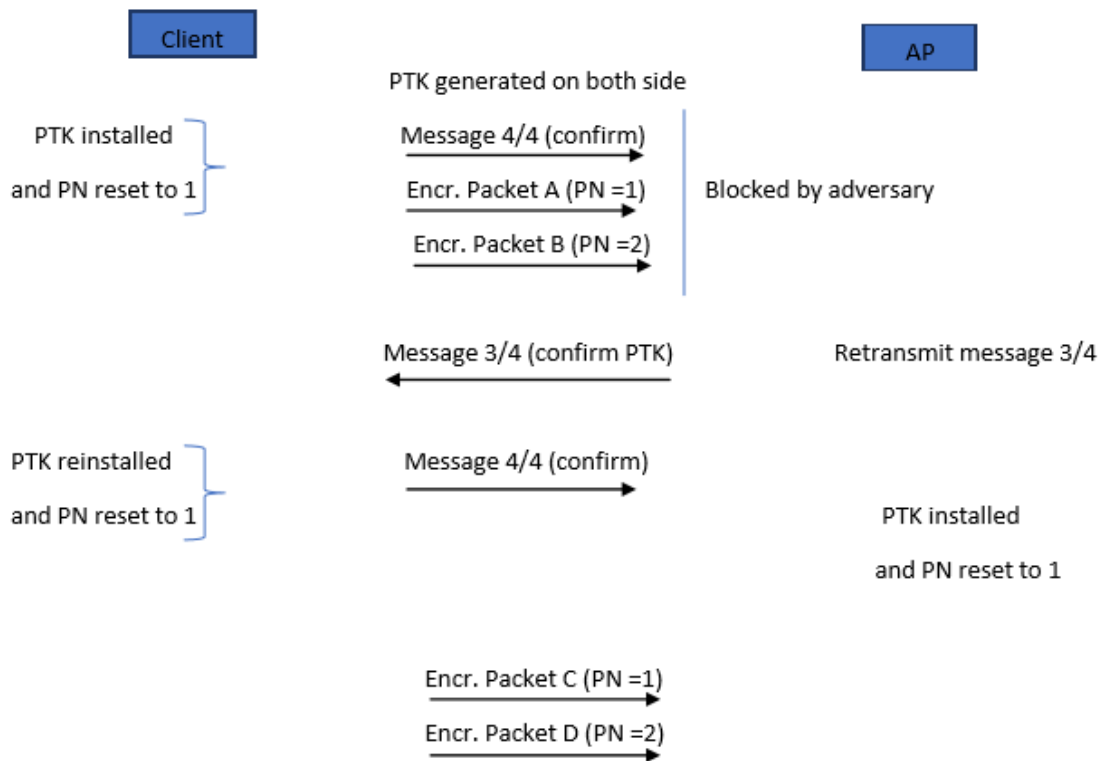 Client
AP
PTK generated on both side
PTK installed
and PN reset to 1
Message 4/4 (confirm)
Encr. Packet A (PN =1)
Encr. Packet B (PN =2)
Blocked by adversary
Message 3/4 (confirm PTK)
Retransmit message 3/4
PTK reinstalled
and PN reset to 1
Message 4/4 (confirm)
PTK installed
and PN reset to 1
Encr. Packet C (PN =1)
Encr. Packet D (PN =2)